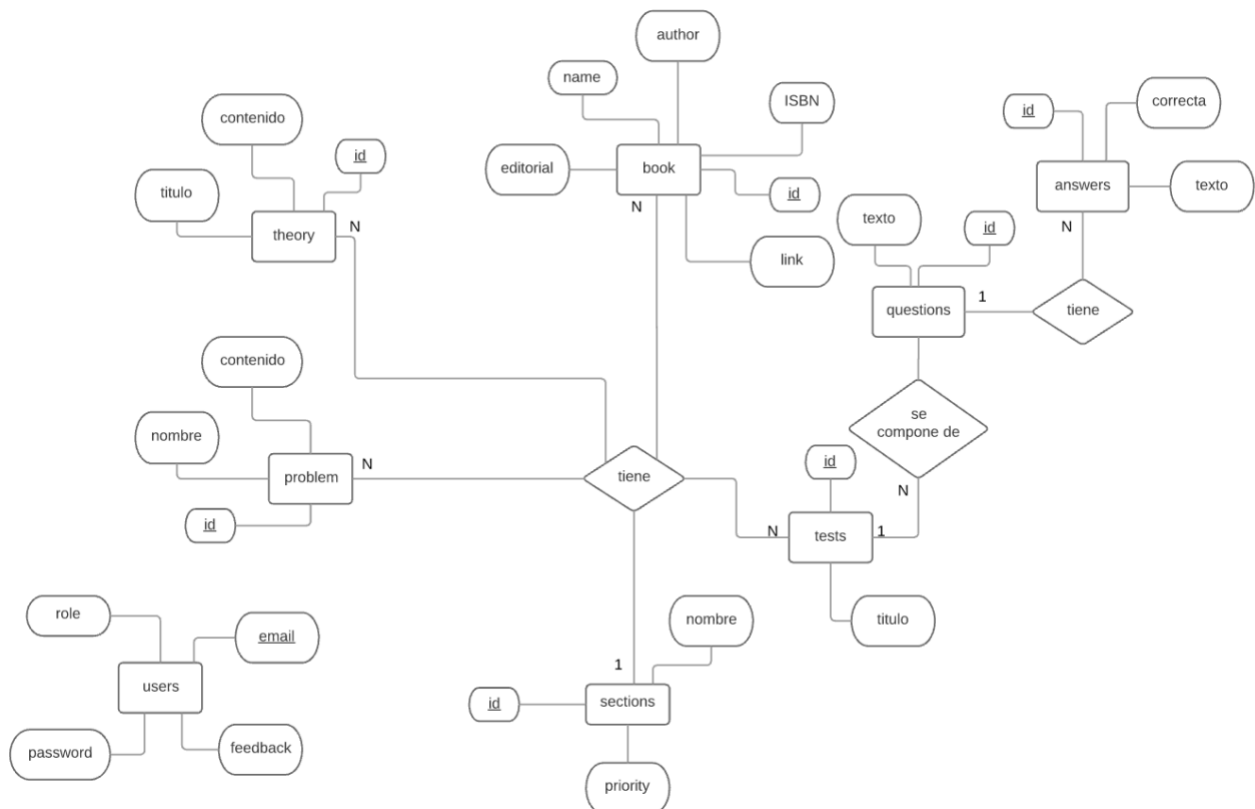 author
name
ISBN
correcta
contenido
id
id
editorial
book
id
answers
texto
titulo
N
theory
N
texto
id
N
link
questions
1
tiene
contenido
nombre
se
compone de
problem
N
tiene
id
N
id
N
tests
1
role
email
nombre
titulo
users
1
id
sections
password
feedback
priority